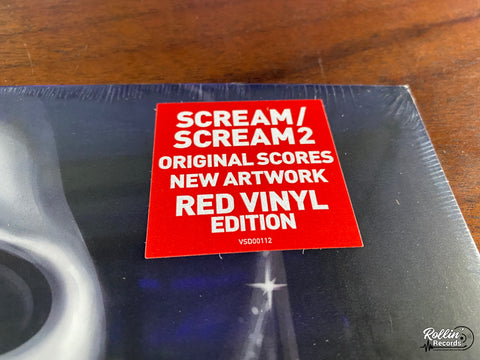 SCREAM/
SCREAM 2
ORIGINAL SCORES
NEW ARTWORK
RED VINYL
EDITION
VSD00112
Rollin'
Records